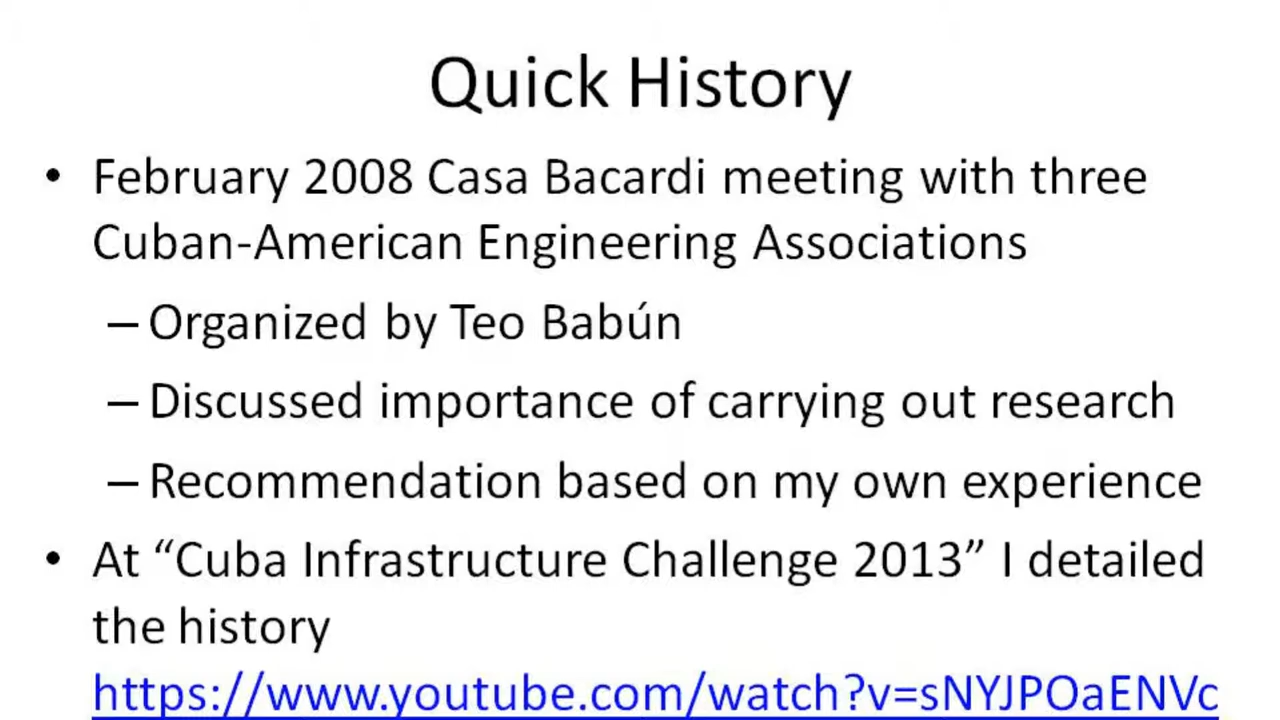 Quick History
• February 2008 Casa Bacardi meeting with three
Cuban-American Engineering Associations
– Organized by Teo Babún
– Discussed importance of carrying out research
– Recommendation based on my own experience
• At “Cuba Infrastructure Challenge 2013” I detailed
the history
https://www.youtube.com/watch?v=sNYJPOaENVc